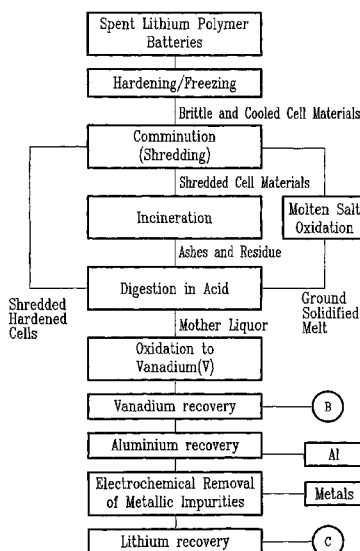 Spent Lithium Polymer
Batteries
Hardening/Freezing
Brittle and Cooled Cell Materials
Comminution
(Shredding)
Shredded Cell Materials
Incineration
Molten Salt
Oxidation
Ashes and Residue
Digestion in Acid
Shredded
Hardened
Cells
Ground
Solidified
Melt
Mother Liquor
Oxidation to
Vanadium(V)
Vanadium recovery
B
Aluminium recovery
Al
Electrochemical Removal
of Metallic Impurities
Metals
Lithium recovery
C